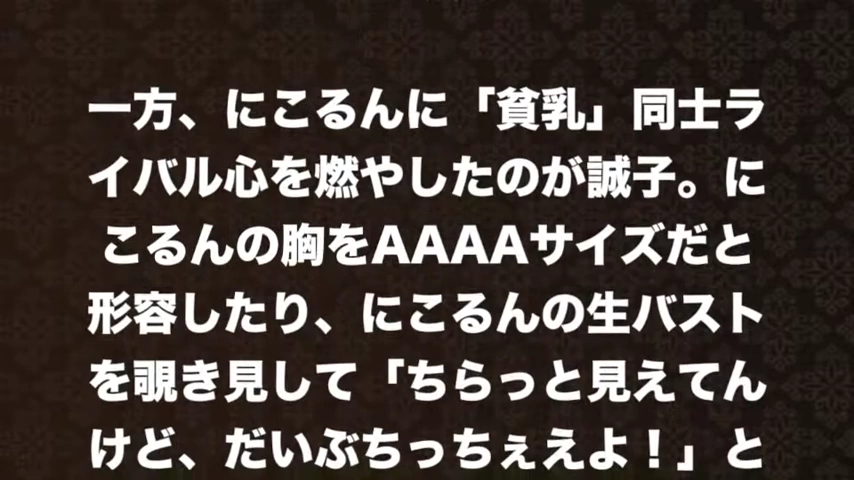 一方、にこるんに「貧乳」同士ラ
イバル心を燃やしたのが誠子。に
こるんの胸をAAAAサイズだと
形容したり、にこるんの生バスト
を覗き見して「ちらっと見えてん
けど、だいぶちっちぇえよ！」と